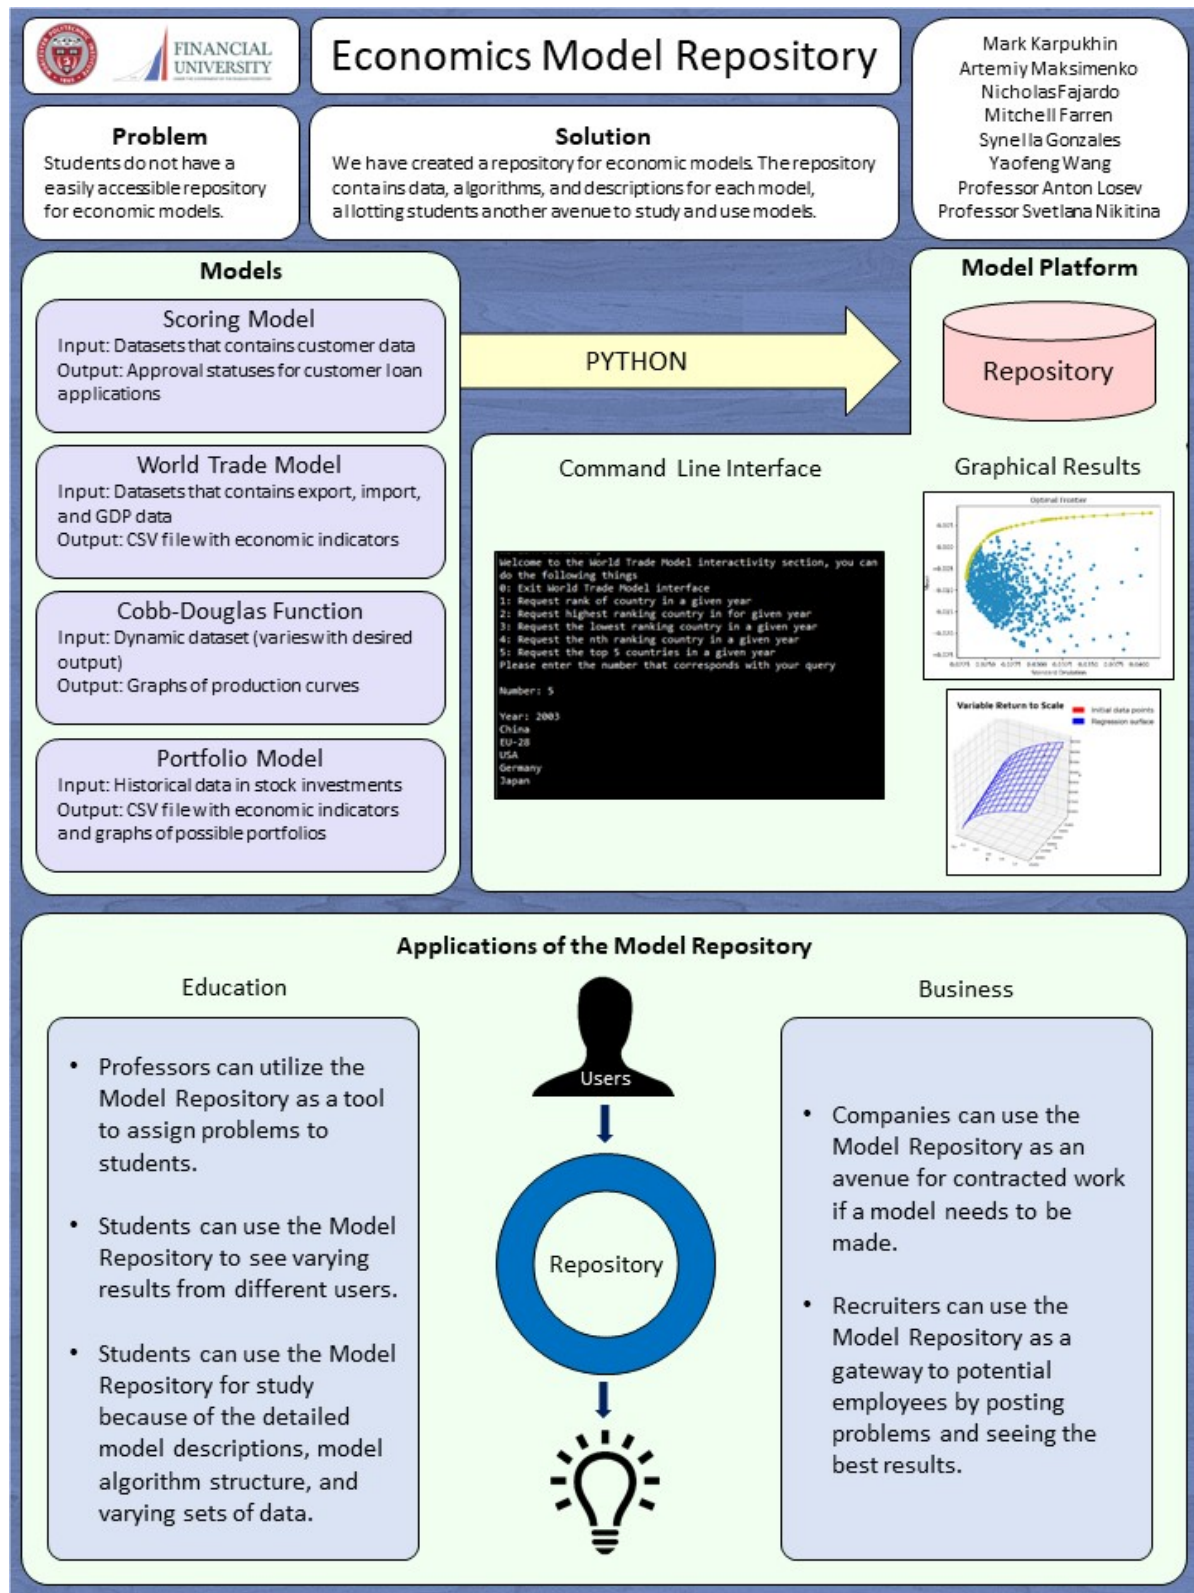 FINANCIAL
UNIVERSITY
Economics Model Repository
Mark Karpukhin
Artemiy Maksimenko
Nicholas Fajardo
Mitchell Farren
Synella Gonzales
Yaofeng Wang
Professor Anton Losev
Professor Svetlana Nikitina
Problem
Students do not have a
easily accessible repository
for economic models.
Solution
We have created a repository for economic models. The repository
contains data, algorithms, and descriptions for each model,
allotting students another avenue to study and use models.
Models
Scoring Model
Input: Datasets that contains customer data
Output: Approval statuses for customer loan
applications
World Trade Model
Input: Datasets that contains export, import,
and GDP data
Output: CSV file with economic indicators
Cobb-Douglas Function
Input: Dynamic dataset (varies with desired
output)
Output: Graphs of production curves
Portfolio Model
Input: Historical data in stock investments
Output: CSV file with economic indicators
and graphs of possible portfolios
PYTHON
Model Platform
Repository
Command Line Interface
Welcome to the World Trade Model interactivity section, you can
do the following things
0: Exit World Trade Model interface
1: Request rank of country in a given year
2: Request highest ranking country in for given year
3: Request the lowest ranking country in a given year
4: Request the nth ranking country in a given year
5: Request the top 5 countries in a given year
Please enter the number that corresponds with your query
Number: 5
Year: 2003
China
EU-28
USA
Germany
Japan
Graphical Results
Optimal Frontier
Standard Deviation
Variable Return to Scale
Initial data points
Regression surface
Applications of the Model Repository
Education
• Professors can utilize the
Model Repository as a tool
to assign problems to
students.
• Students can use the Model
Repository to see varying
results from different users.
• Students can use the Model
Repository for study
because of the detailed
model descriptions, model
algorithm structure, and
varying sets of data.
Users
Repository
Business
• Companies can use the
Model Repository as an
avenue for contracted work
if a model needs to be
made.
• Recruiters can use the
Model Repository as a
gateway to potential
employees by posting
problems and seeing the
best results.